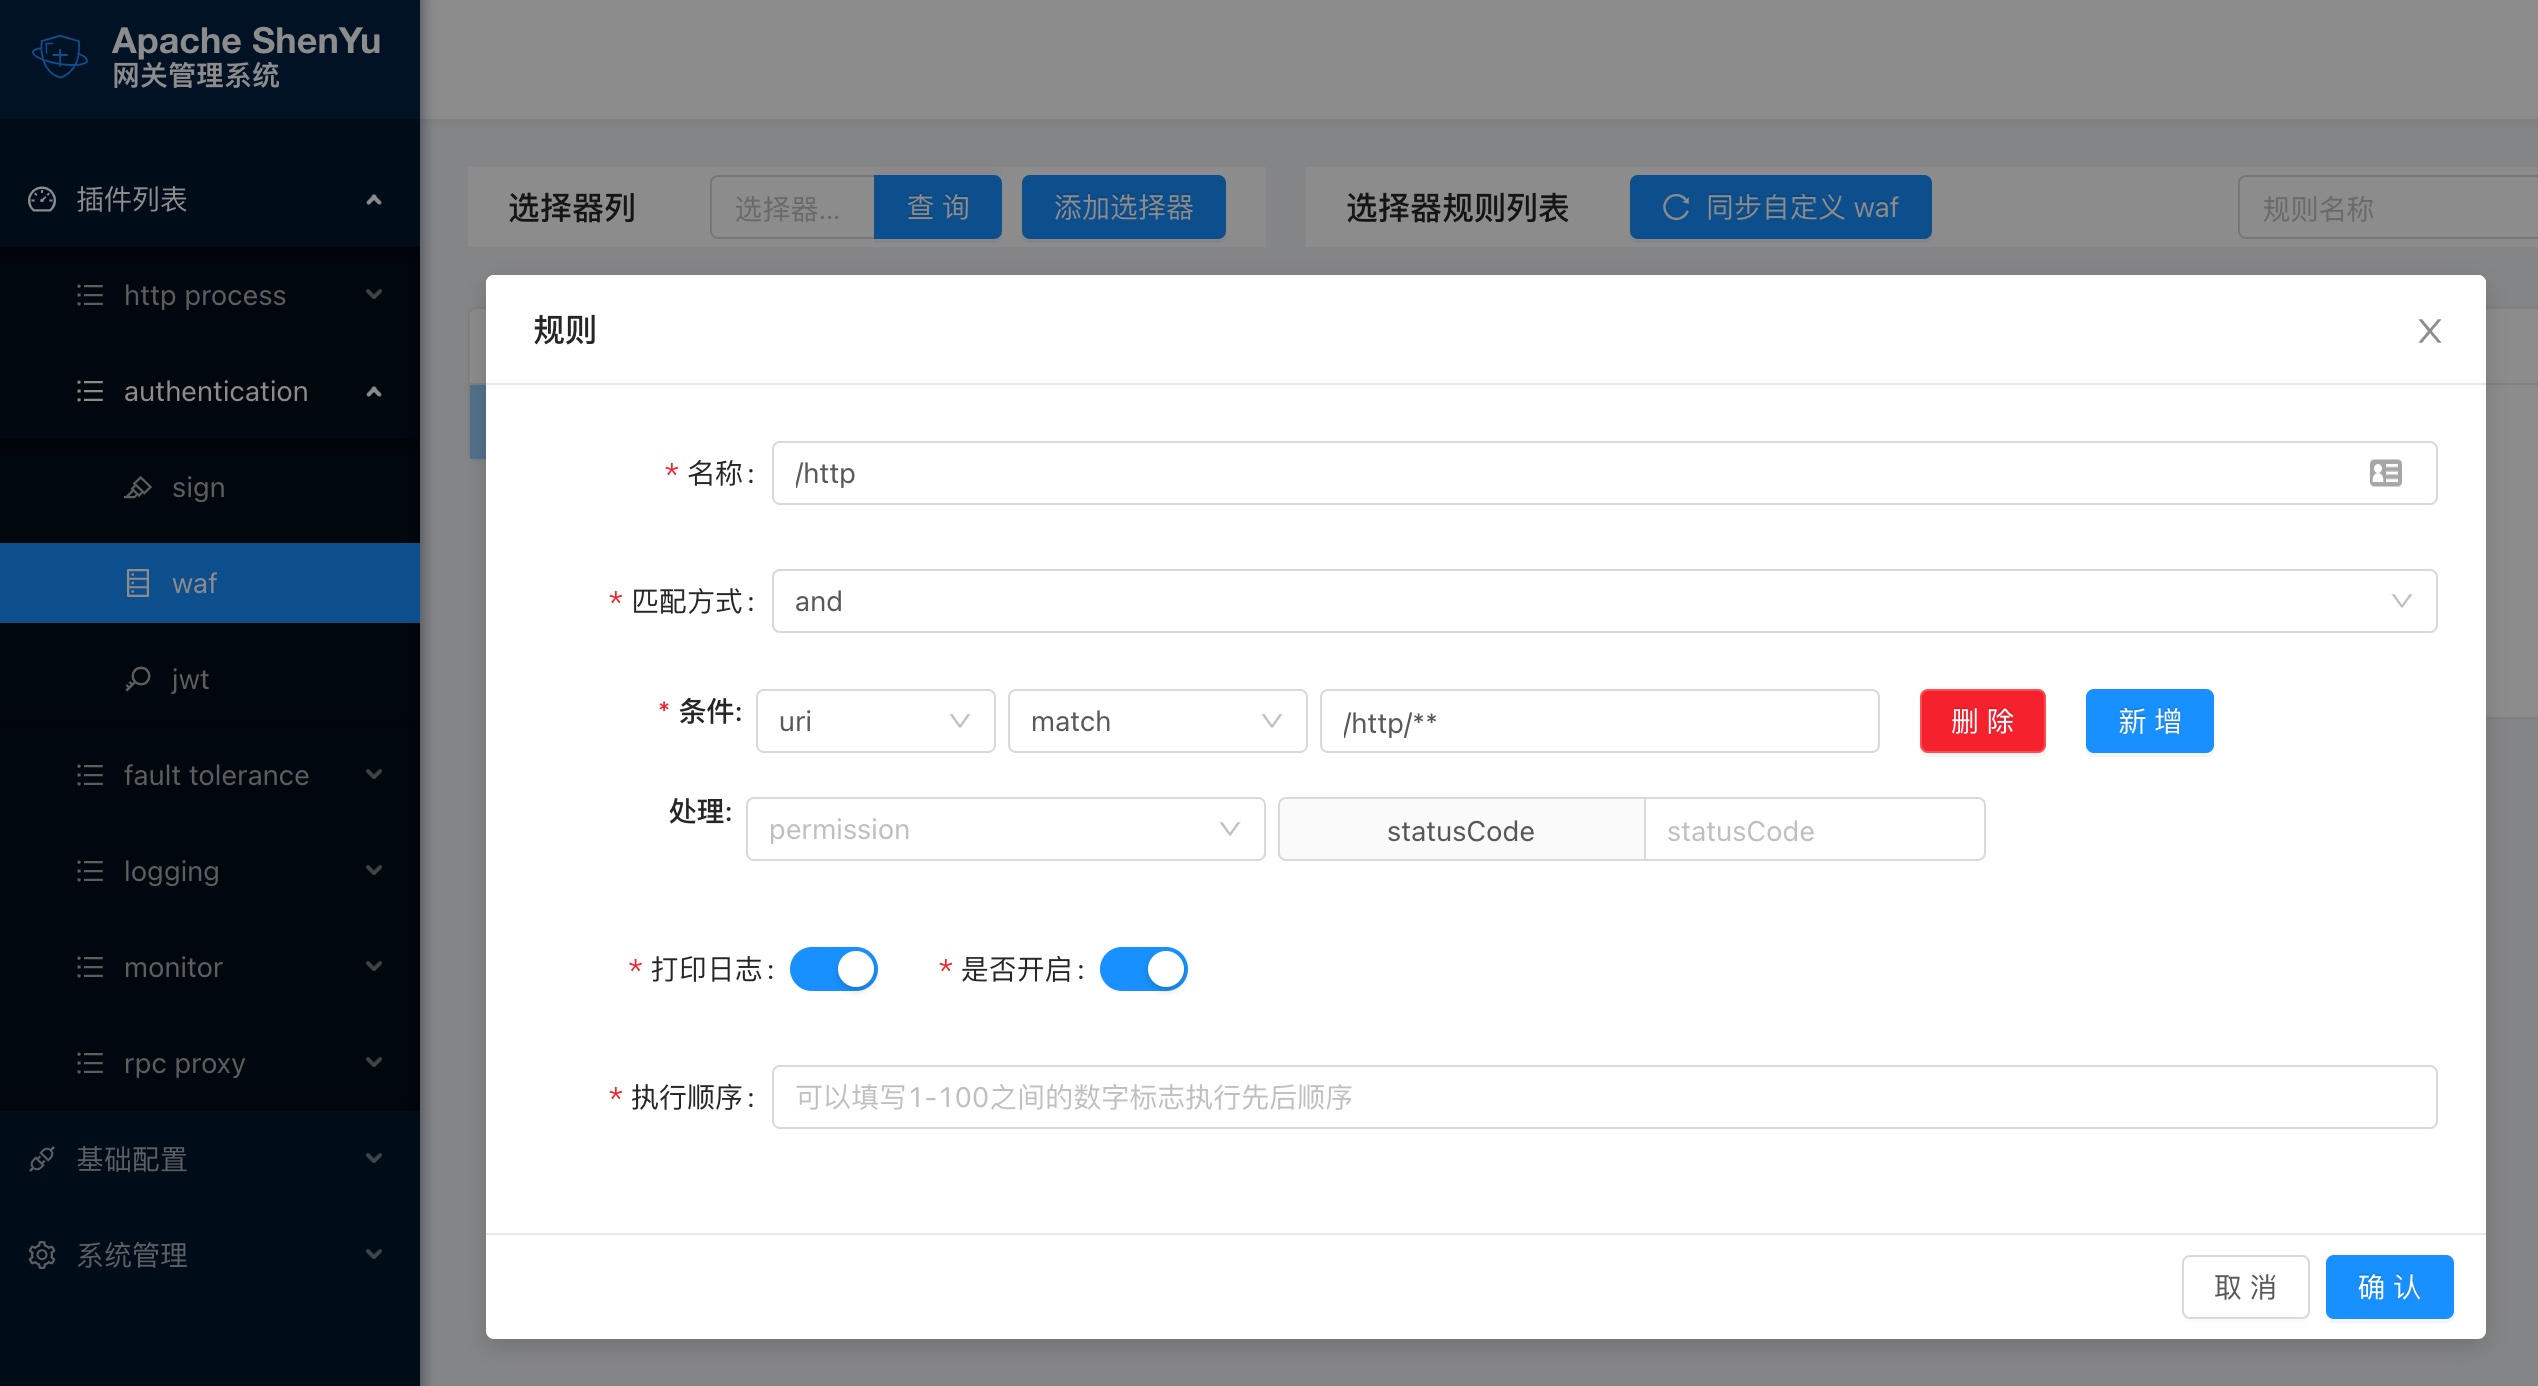 Apache ShenYu
网关管理系统
插件列表
http process
authentication
sign
waf
jwt
fault tolerance
logging
monitor
rpc proxy
基础配置
系统管理
选择器列 选择器... 查 询 添加选择器 选择器规则列表 同步自定义 waf 规则名称
规则
* 名称: /http
* 匹配方式: and
* 条件: uri match /http/** 删 除 新 增
处理: permission statusCode statusCode
* 打印日志: * 是否开启:
* 执行顺序: 可以填写1-100之间的数字标志执行先后顺序
取 消 确 认